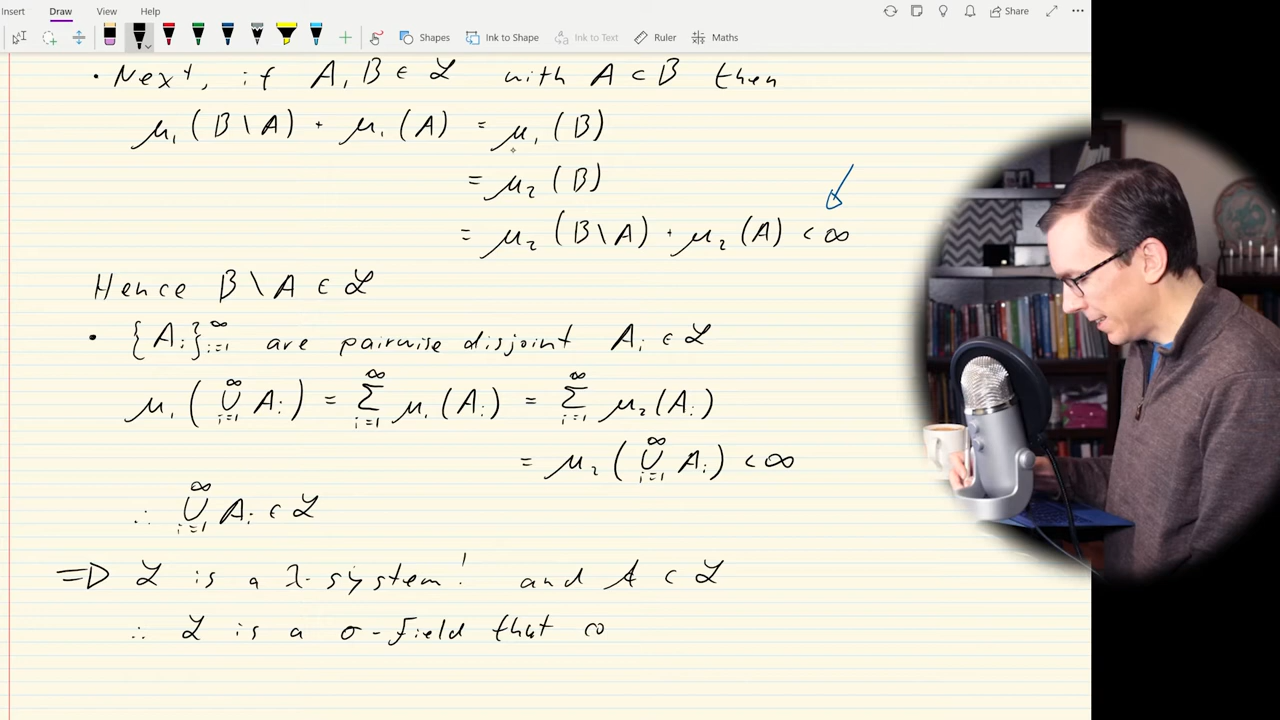 Insert Draw View Help Share
Shapes Ink to Shape Ink to Text Ruler Maths
• Next, if A, B ∈ ℒ with A ⊂ B then
μ₁(B\A) + μ₁(A) = μ₁(B)
= μ₂(B)
= μ₂(B\A) + μ₂(A) < ∞
Hence B\A ∈ ℒ
• {Aᵢ}ᵢ₌₁^∞ are pairwise disjoint Aᵢ ∈ ℒ
μ₁(⋃ᵢ₌₁^∞ Aᵢ) = ∑ᵢ₌₁^∞ μ₁(Aᵢ) = ∑ᵢ₌₁^∞ μ₂(Aᵢ)
= μ₂(⋃ᵢ₌₁^∞ Aᵢ) < ∞
∴ ⋃ᵢ₌₁^∞ Aᵢ ∈ ℒ
⇒ ℒ is a λ-system! and A ⊂ ℒ
∴ ℒ is a σ-field that co